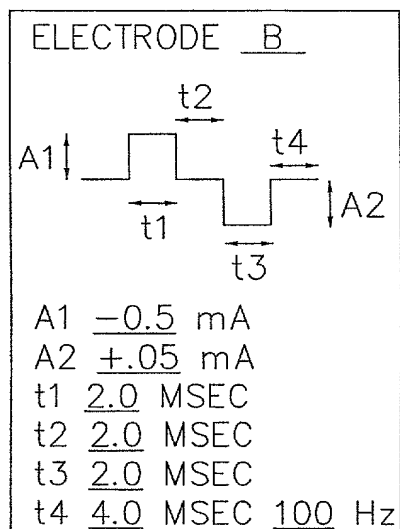 ELECTRODE B
t2
A1
t4
t1
A2
t3
A1 −0.5 mA
A2 +.05 mA
t1 2.0 MSEC
t2 2.0 MSEC
t3 2.0 MSEC
t4 4.0 MSEC 100 Hz